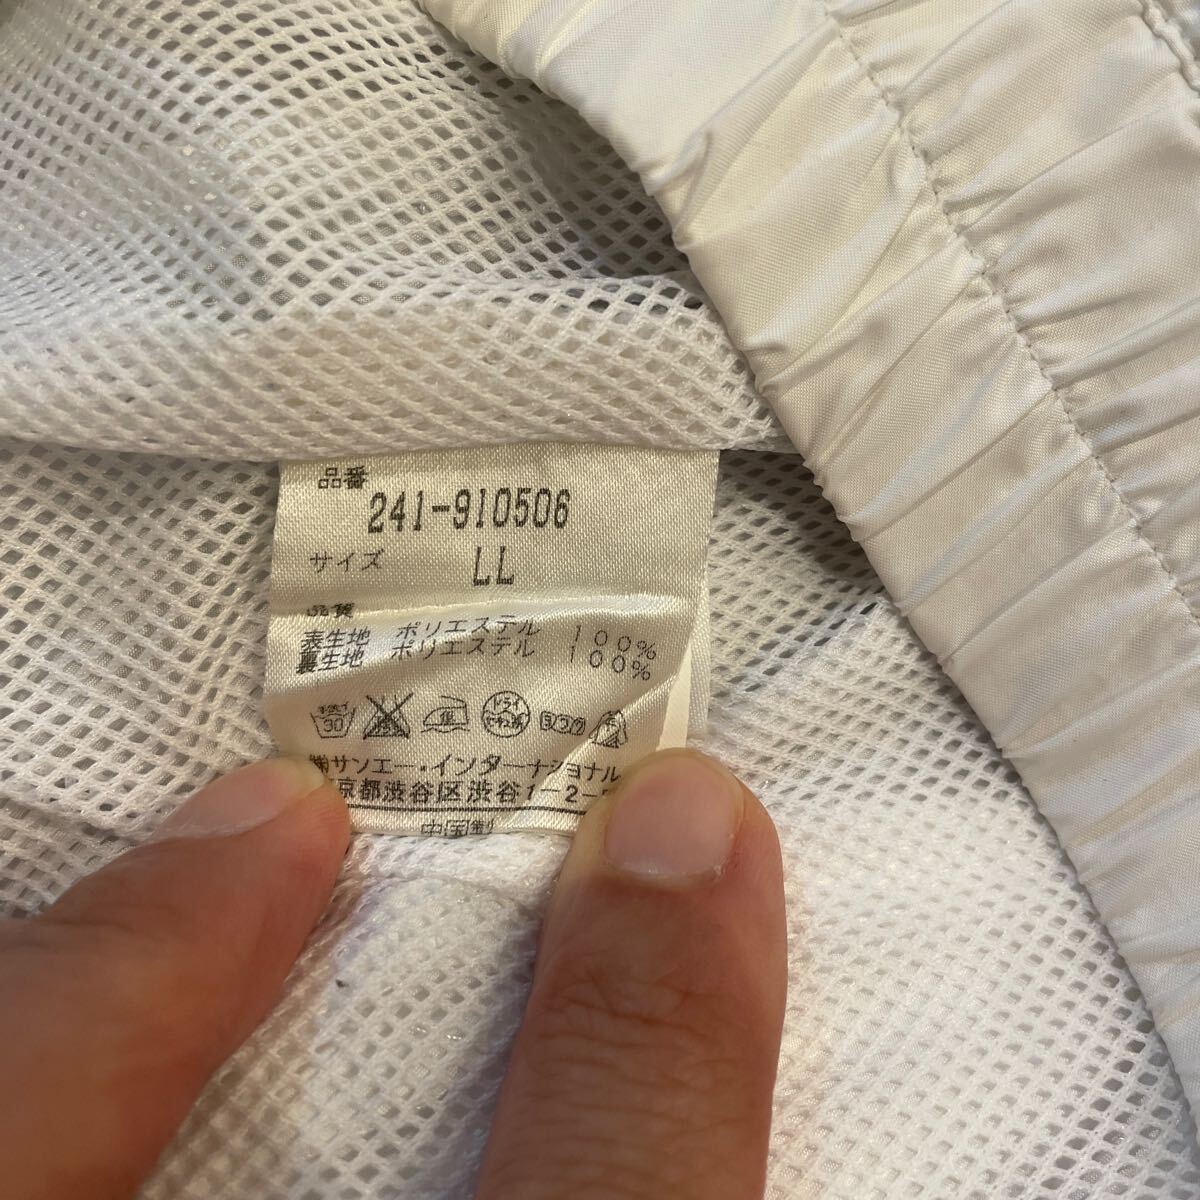 品番
241-910506
サイズ LL
品質
表生地 ポリエステル 100%
裏生地 ポリエステル 100%
30 ドライ
㈱サンエー・インターナショナル
京都渋谷区渋谷1-2-
中国製